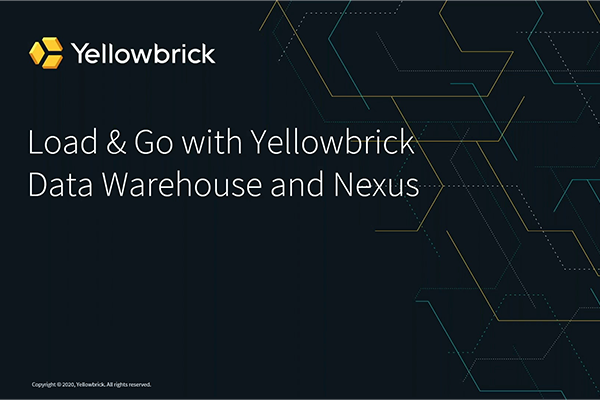 Yellowbrick
Load & Go with Yellowbrick
Data Warehouse and Nexus
Copyright © 2020, Yellowbrick. All rights reserved.